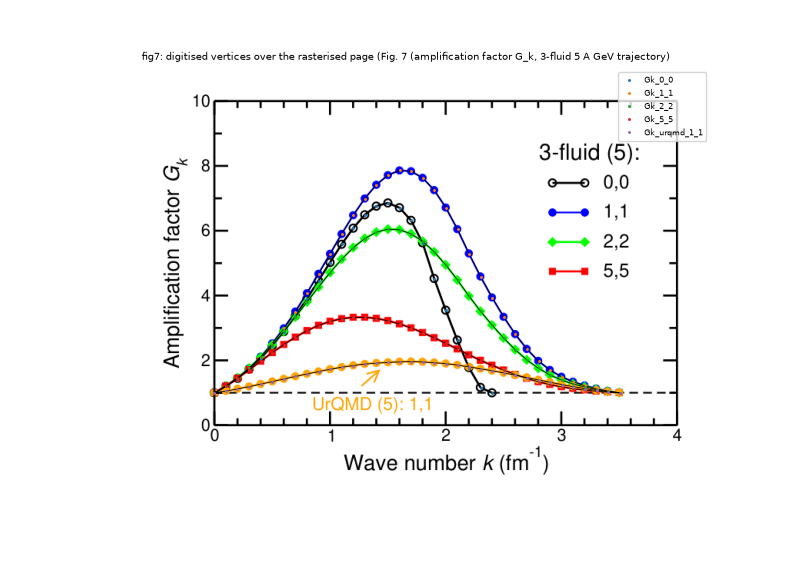 fig7: digitised vertices over the rasterised page (Fig. 7 (amplification factor G_k, 3-fluid 5 A GeV trajectory)
Gk_0_0
Gk_1_1
Gk_2_2
Gk_5_5
Gk_urqmd_1_1
10
8
6
4
2
0
Amplification factor Gk
3-fluid (5):
0,0
1,1
2,2
5,5
UrQMD (5): 1,1
0 1 2 3 4
Wave number k (fm-1)